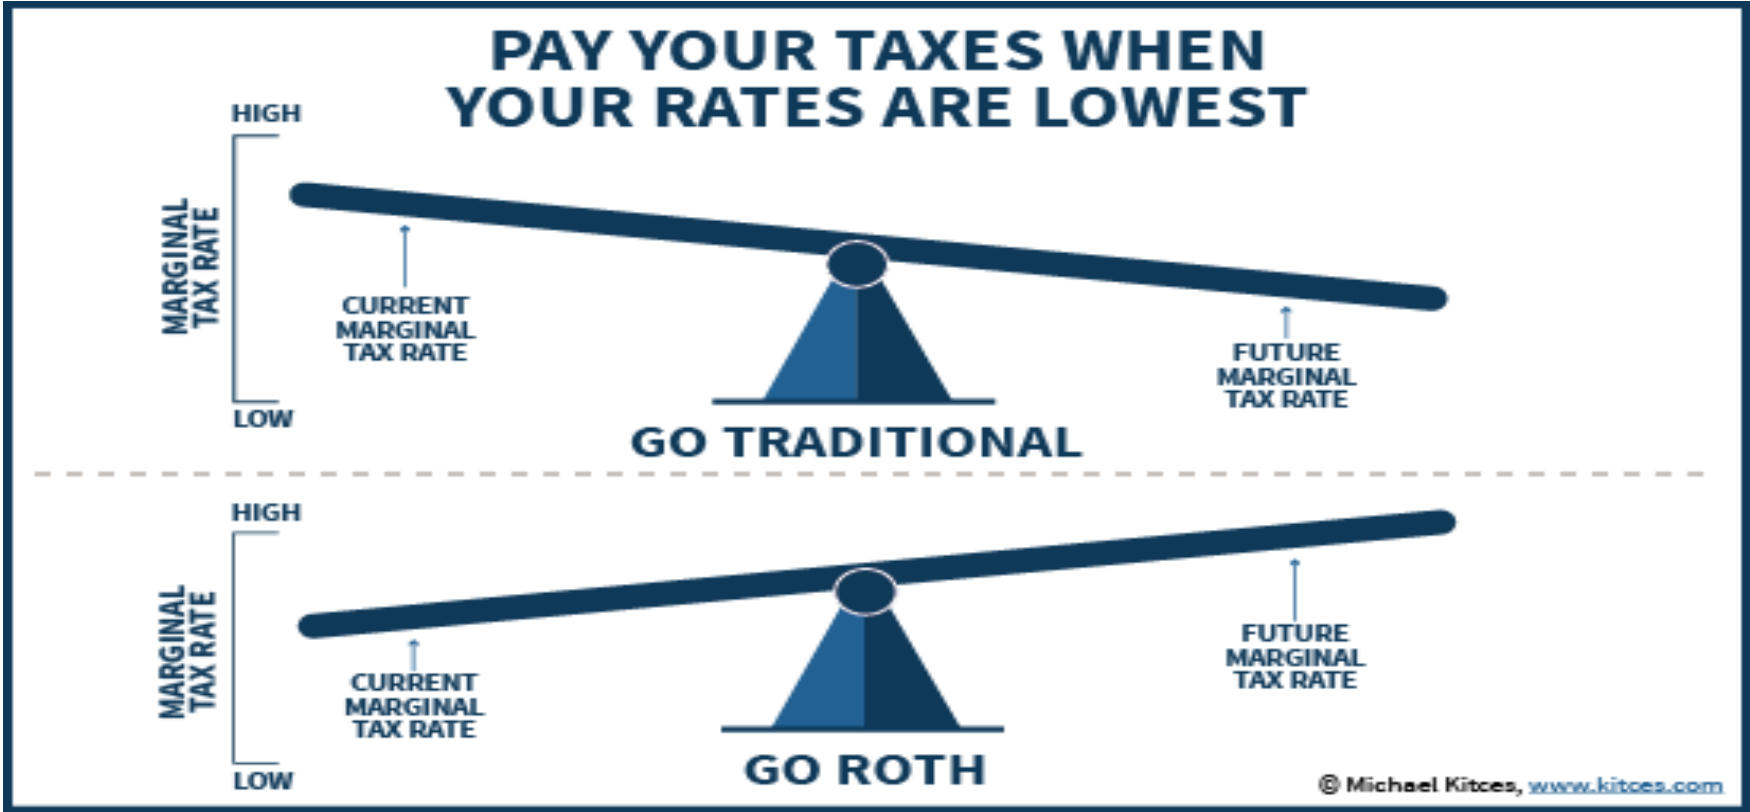 PAY YOUR TAXES WHEN
YOUR RATES ARE LOWEST
HIGH
MARGINAL
TAX RATE
CURRENT
MARGINAL
TAX RATE
FUTURE
MARGINAL
TAX RATE
LOW
GO TRADITIONAL
HIGH
MARGINAL
TAX RATE
CURRENT
MARGINAL
TAX RATE
FUTURE
MARGINAL
TAX RATE
LOW
GO ROTH
© Michael Kitces, www.kitces.com